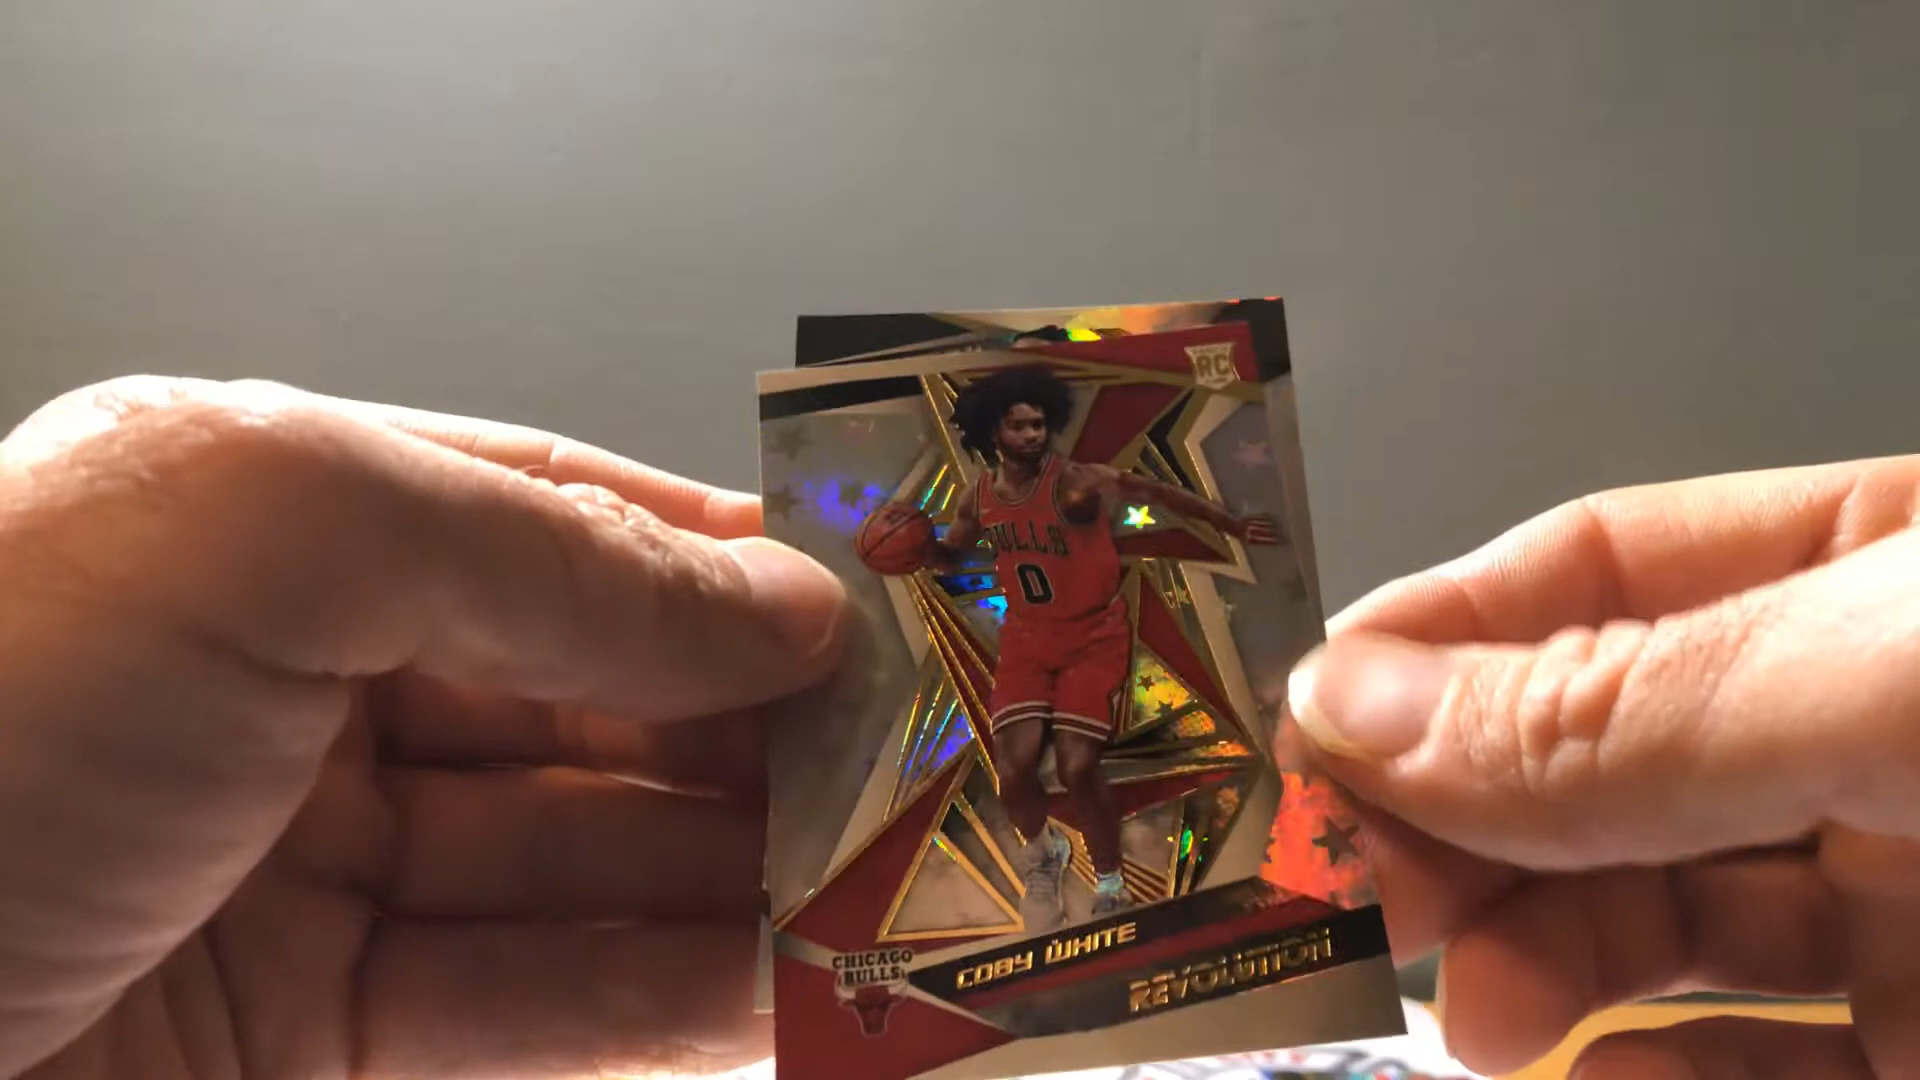 RC
BULLS
0
COBY WHITE
REVOLUTION
CHICAGO
BULLS